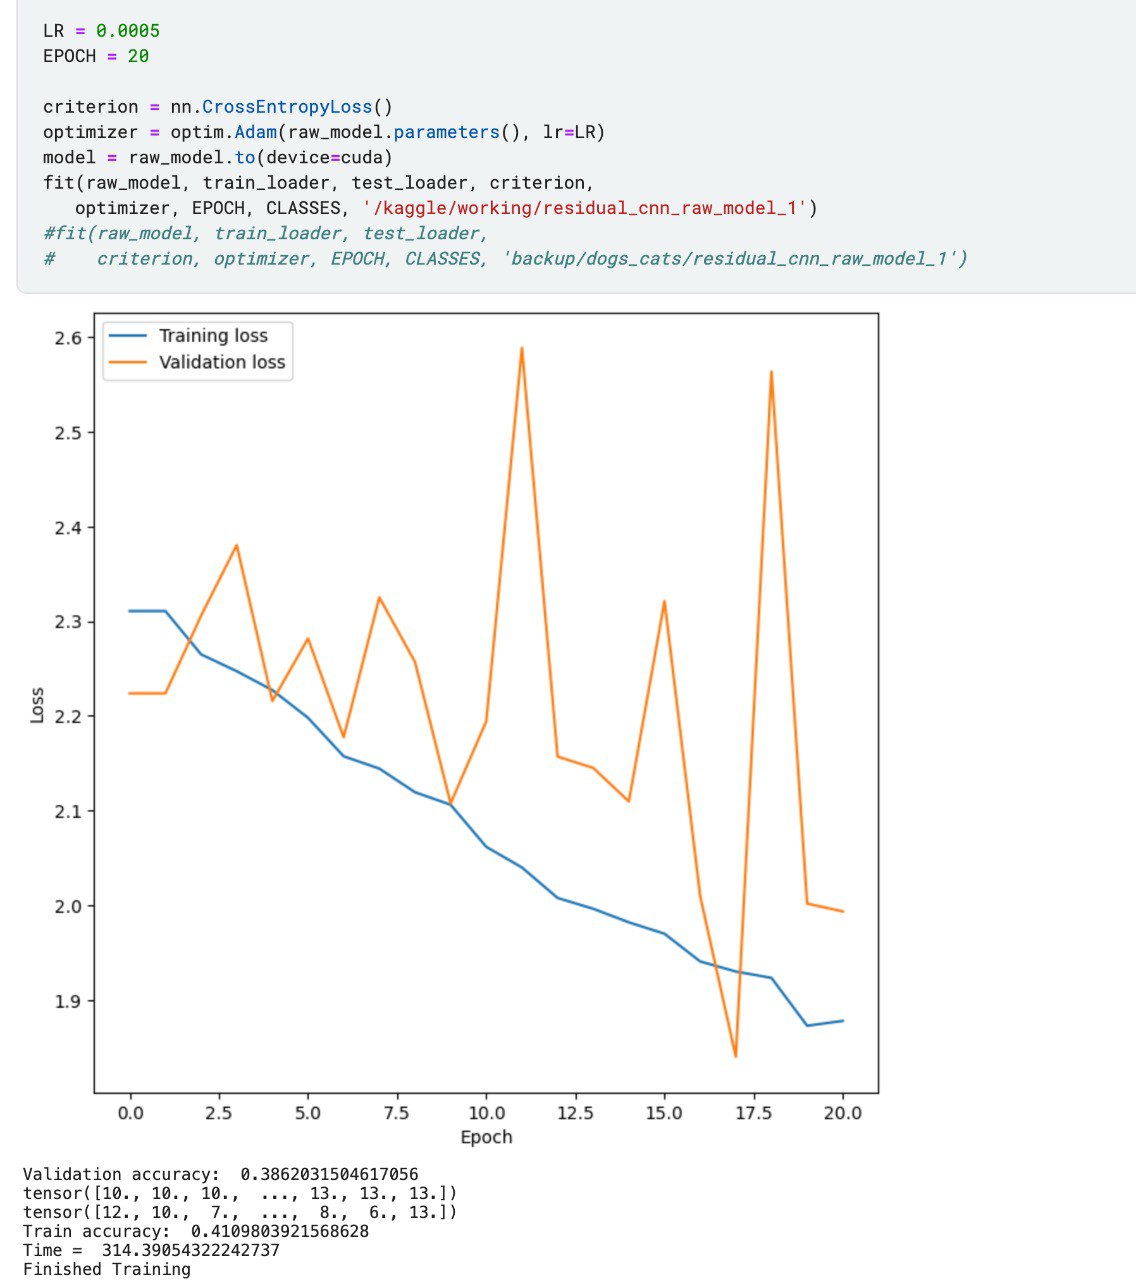 LR = 0.0005
EPOCH = 20
criterion = nn.CrossEntropyLoss()
optimizer = optim.Adam(raw_model.parameters(), lr=LR)
model = raw_model.to(device=cuda)
fit(raw_model, train_loader, test_loader, criterion,
optimizer, EPOCH, CLASSES, '/kaggle/working/residual_cnn_raw_model_1')
#fit(raw_model, train_loader, test_loader,
#    criterion, optimizer, EPOCH, CLASSES, 'backup/dogs_cats/residual_cnn_raw_model_1')
Training loss
Validation loss
2.6
2.5
2.4
2.3
2.2
2.1
2.0
1.9
Loss
0.0 2.5 5.0 7.5 10.0 12.5 15.0 17.5 20.0
Epoch
Validation accuracy:  0.3862031504617056
tensor([10., 10., 10.,  ..., 13., 13., 13.])
tensor([12., 10.,  7.,  ...,  8.,  6., 13.])
Train accuracy:  0.4109803921568628
Time =  314.39054322242737
Finished Training